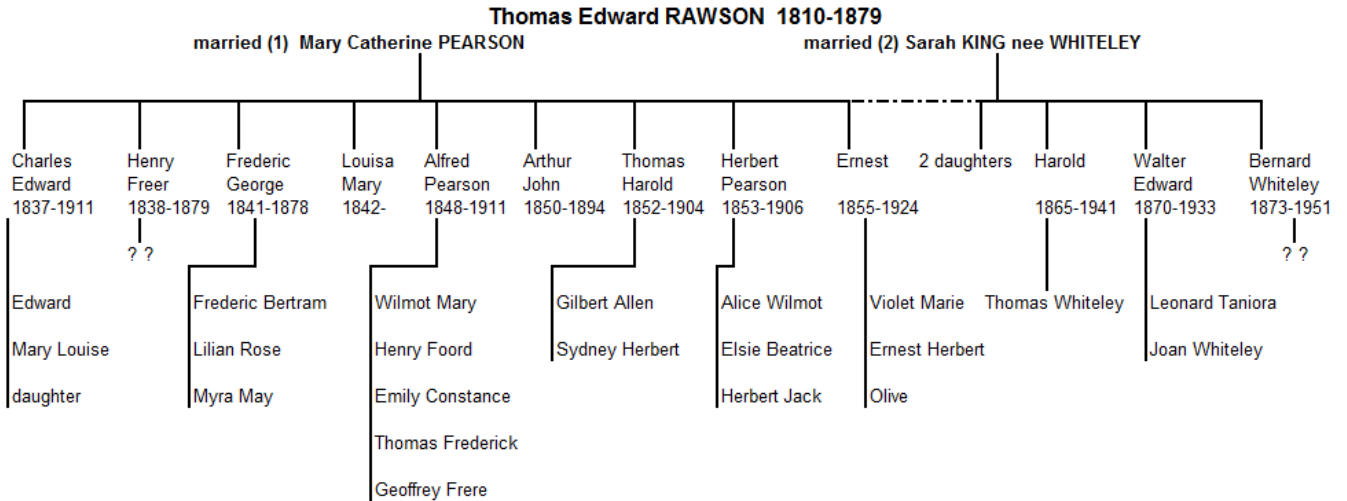 Thomas Edward RAWSON 1810-1879
married (1) Mary Catherine PEARSON
married (2) Sarah KING nee WHITELEY
Charles
Edward
1837-1911
Henry
Freer
1838-1879
Frederic
George
1841-1878
Louisa
Mary
1842-
Alfred
Pearson
1848-1911
Arthur
John
1850-1894
Thomas
Harold
1852-1904
Herbert
Pearson
1853-1906
Ernest
1855-1924
2 daughters
Harold
1865-1941
Walter
Edward
1870-1933
Bernard
Whiteley
1873-1951
? ?
? ?
Edward
Mary Louise
daughter
Frederic Bertram
Lilian Rose
Myra May
Wilmot Mary
Henry Foord
Emily Constance
Thomas Frederick
Geoffrey Frere
Gilbert Allen
Sydney Herbert
Alice Wilmot
Elsie Beatrice
Herbert Jack
Violet Marie
Ernest Herbert
Olive
Thomas Whiteley
Leonard Taniora
Joan Whiteley